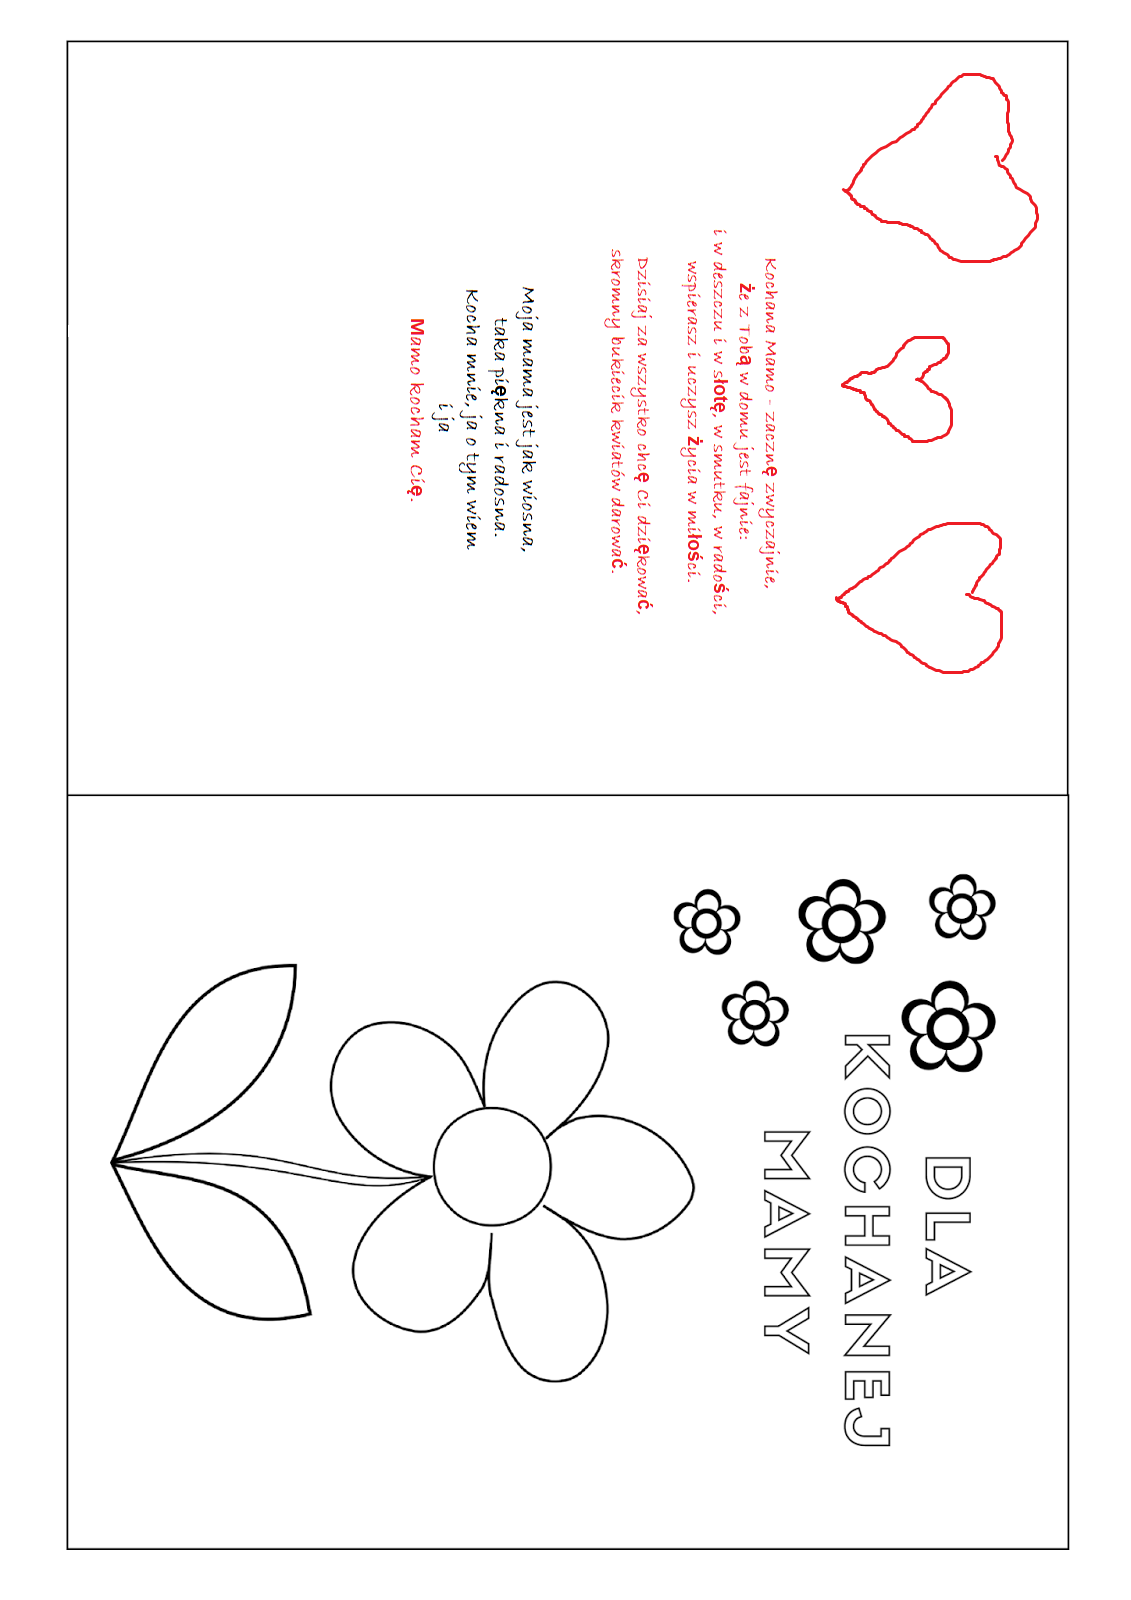 Kochana Mamo - zacznę zwyczajnie,
że z Tobą w domu jest fajnie:
i w deszczu i w słotę, w smutku, w radości,
wspierasz i uczysz życia w miłości.
Dzisiaj za wszystko chcę Ci dziękować,
skromny bukiecik kwiatów darować.
Moja mama jest jak wiosna,
taka piękna i radosna.
Kocha mnie, ja o tym wiem
i ja
Mamo kocham Cię.
DLA
KOCHANEJ
MAMY